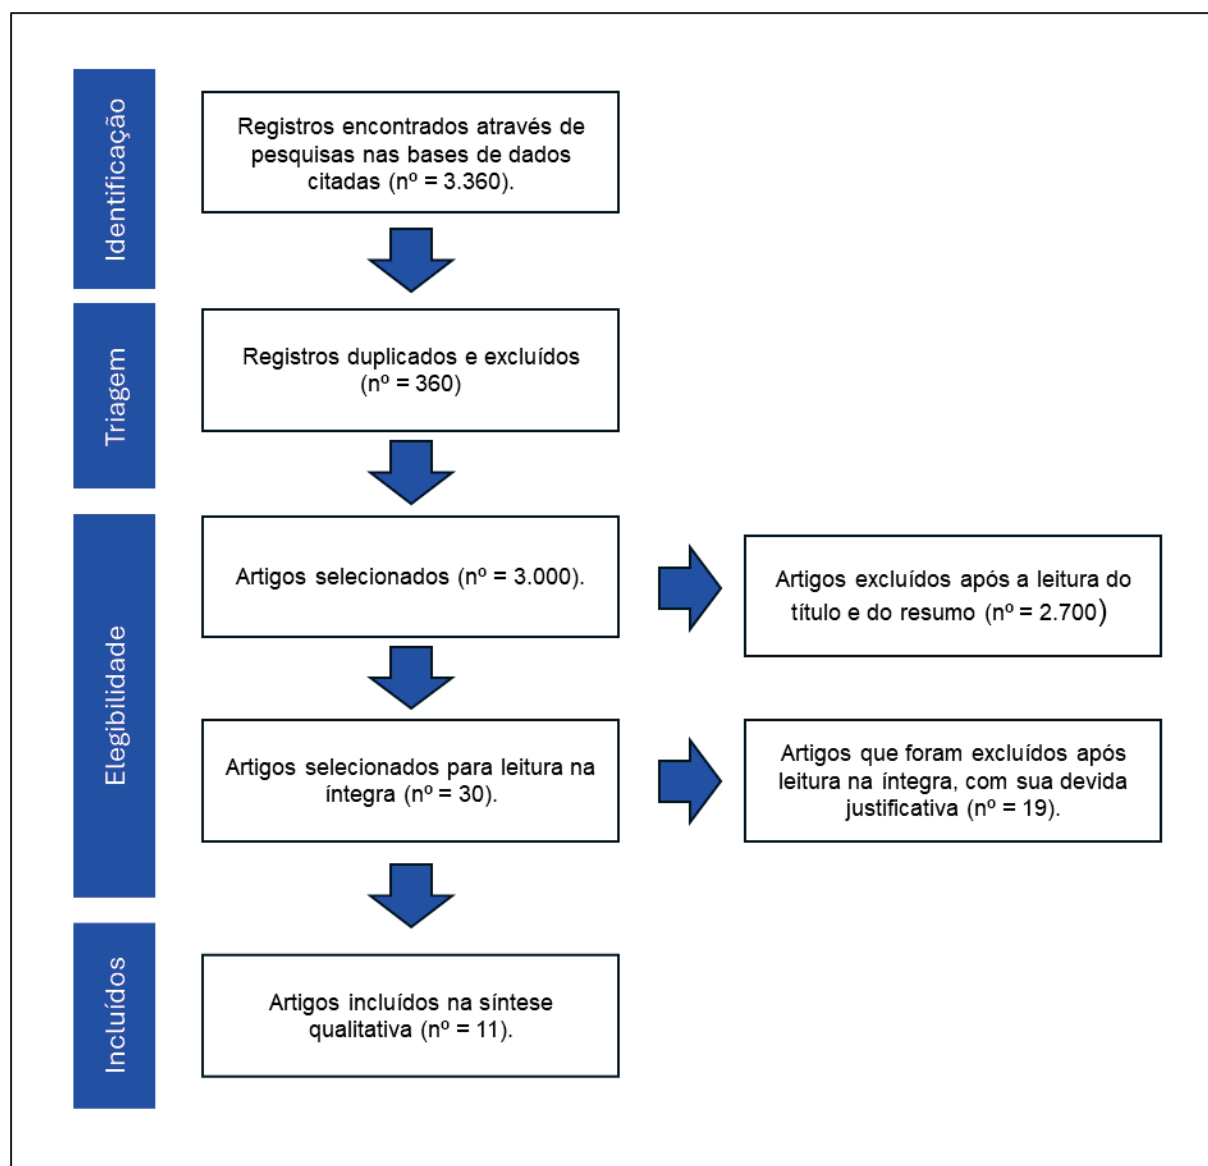 Identificação
Registros encontrados através de
pesquisas nas bases de dados
citadas (nº = 3.360).
Triagem
Registros duplicados e excluídos
(nº = 360)
Elegibilidade
Artigos selecionados (nº = 3.000).
Artigos excluídos após a leitura do
título e do resumo (nº = 2.700)
Artigos selecionados para leitura na
íntegra (nº = 30).
Artigos que foram excluídos após
leitura na íntegra, com sua devida
justificativa (nº = 19).
Incluídos
Artigos incluídos na síntese
qualitativa (nº = 11).